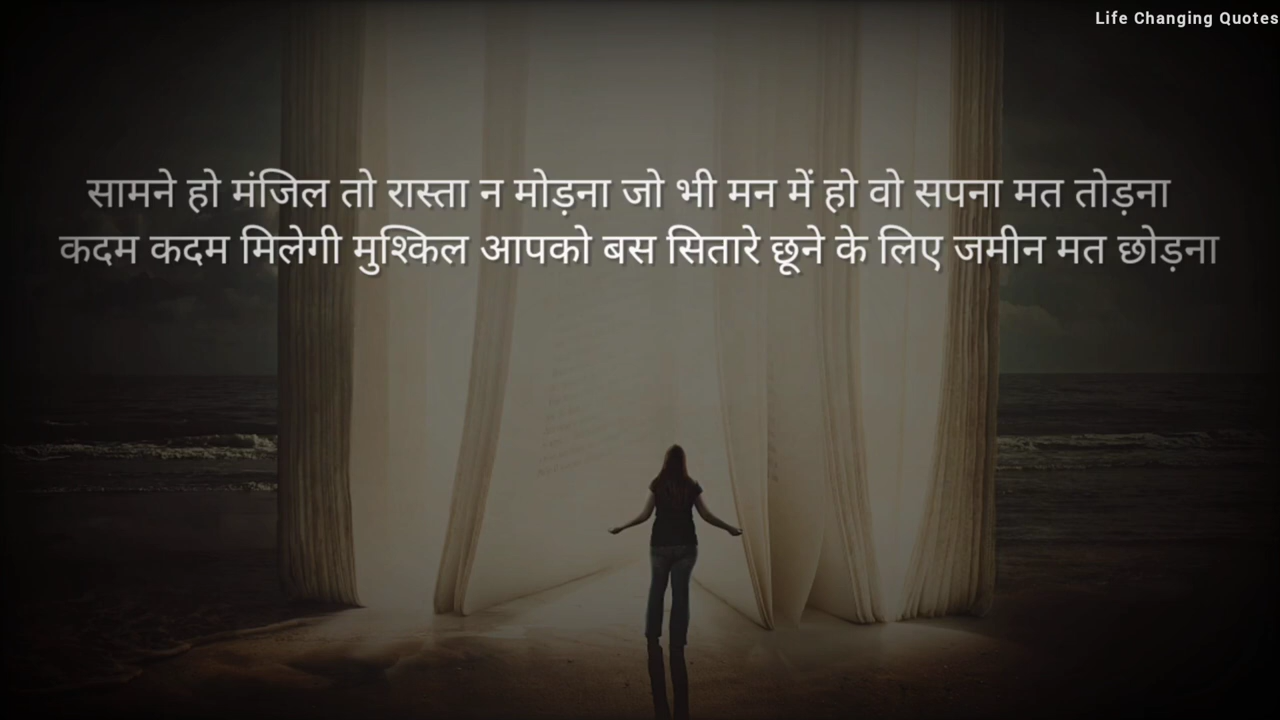 Life Changing Quotes
सामने हो मंजिल तो रास्ता न मोड़ना जो भी मन में हो वो सपना मत तोड़ना
कदम कदम मिलेगी मुश्किल आपको बस सितारे छूने के लिए जमीन मत छोड़ना